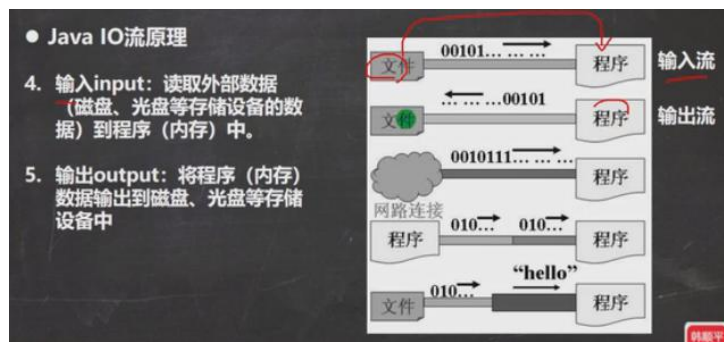 ● Java IO流原理
4. 输入input：读取外部数据
（磁盘、光盘等存储设备的数
据）到程序（内存）中。
5. 输出output：将程序（内存）
数据输出到磁盘、光盘等存储
设备中
00101... ... ...
文件
程序
输入流
... ... ...00101
文件
程序
输出流
0010111... ... ...
程序
网路连接
程序
010...
010...
程序
文件
010...
“hello”
程序
韩顺平